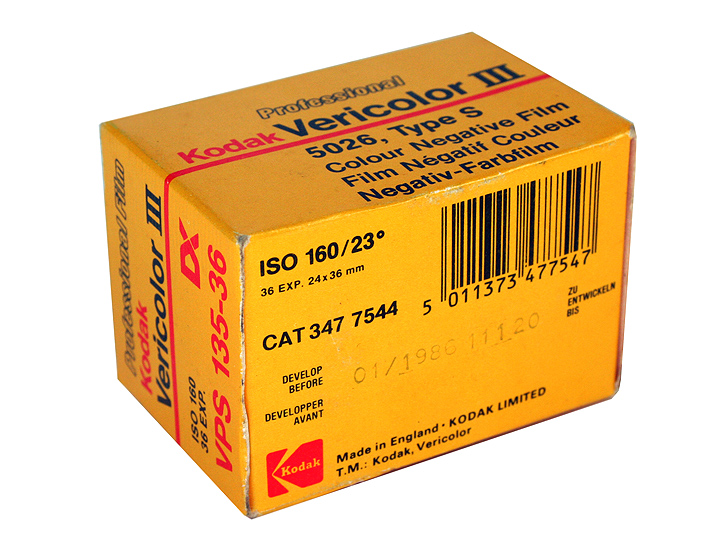 Professional
Kodak Vericolor III
5026, Type S
Colour Negative Film
Film Négatif Couleur
Negativ-Farbfilm
Professional Film
Kodak
Vericolor III
ISO 160
36 EXP.
DX
VPS 135-36
ISO 160/23°
36 EXP. 24x36 mm
CAT 347 7544
5 011373 477547
ZU
ENTWICKELN
BIS
DEVELOP
BEFORE
01/1986 111120
DEVELOPPER
AVANT
Kodak
Made in England · KODAK LIMITED
T.M.: Kodak, Vericolor